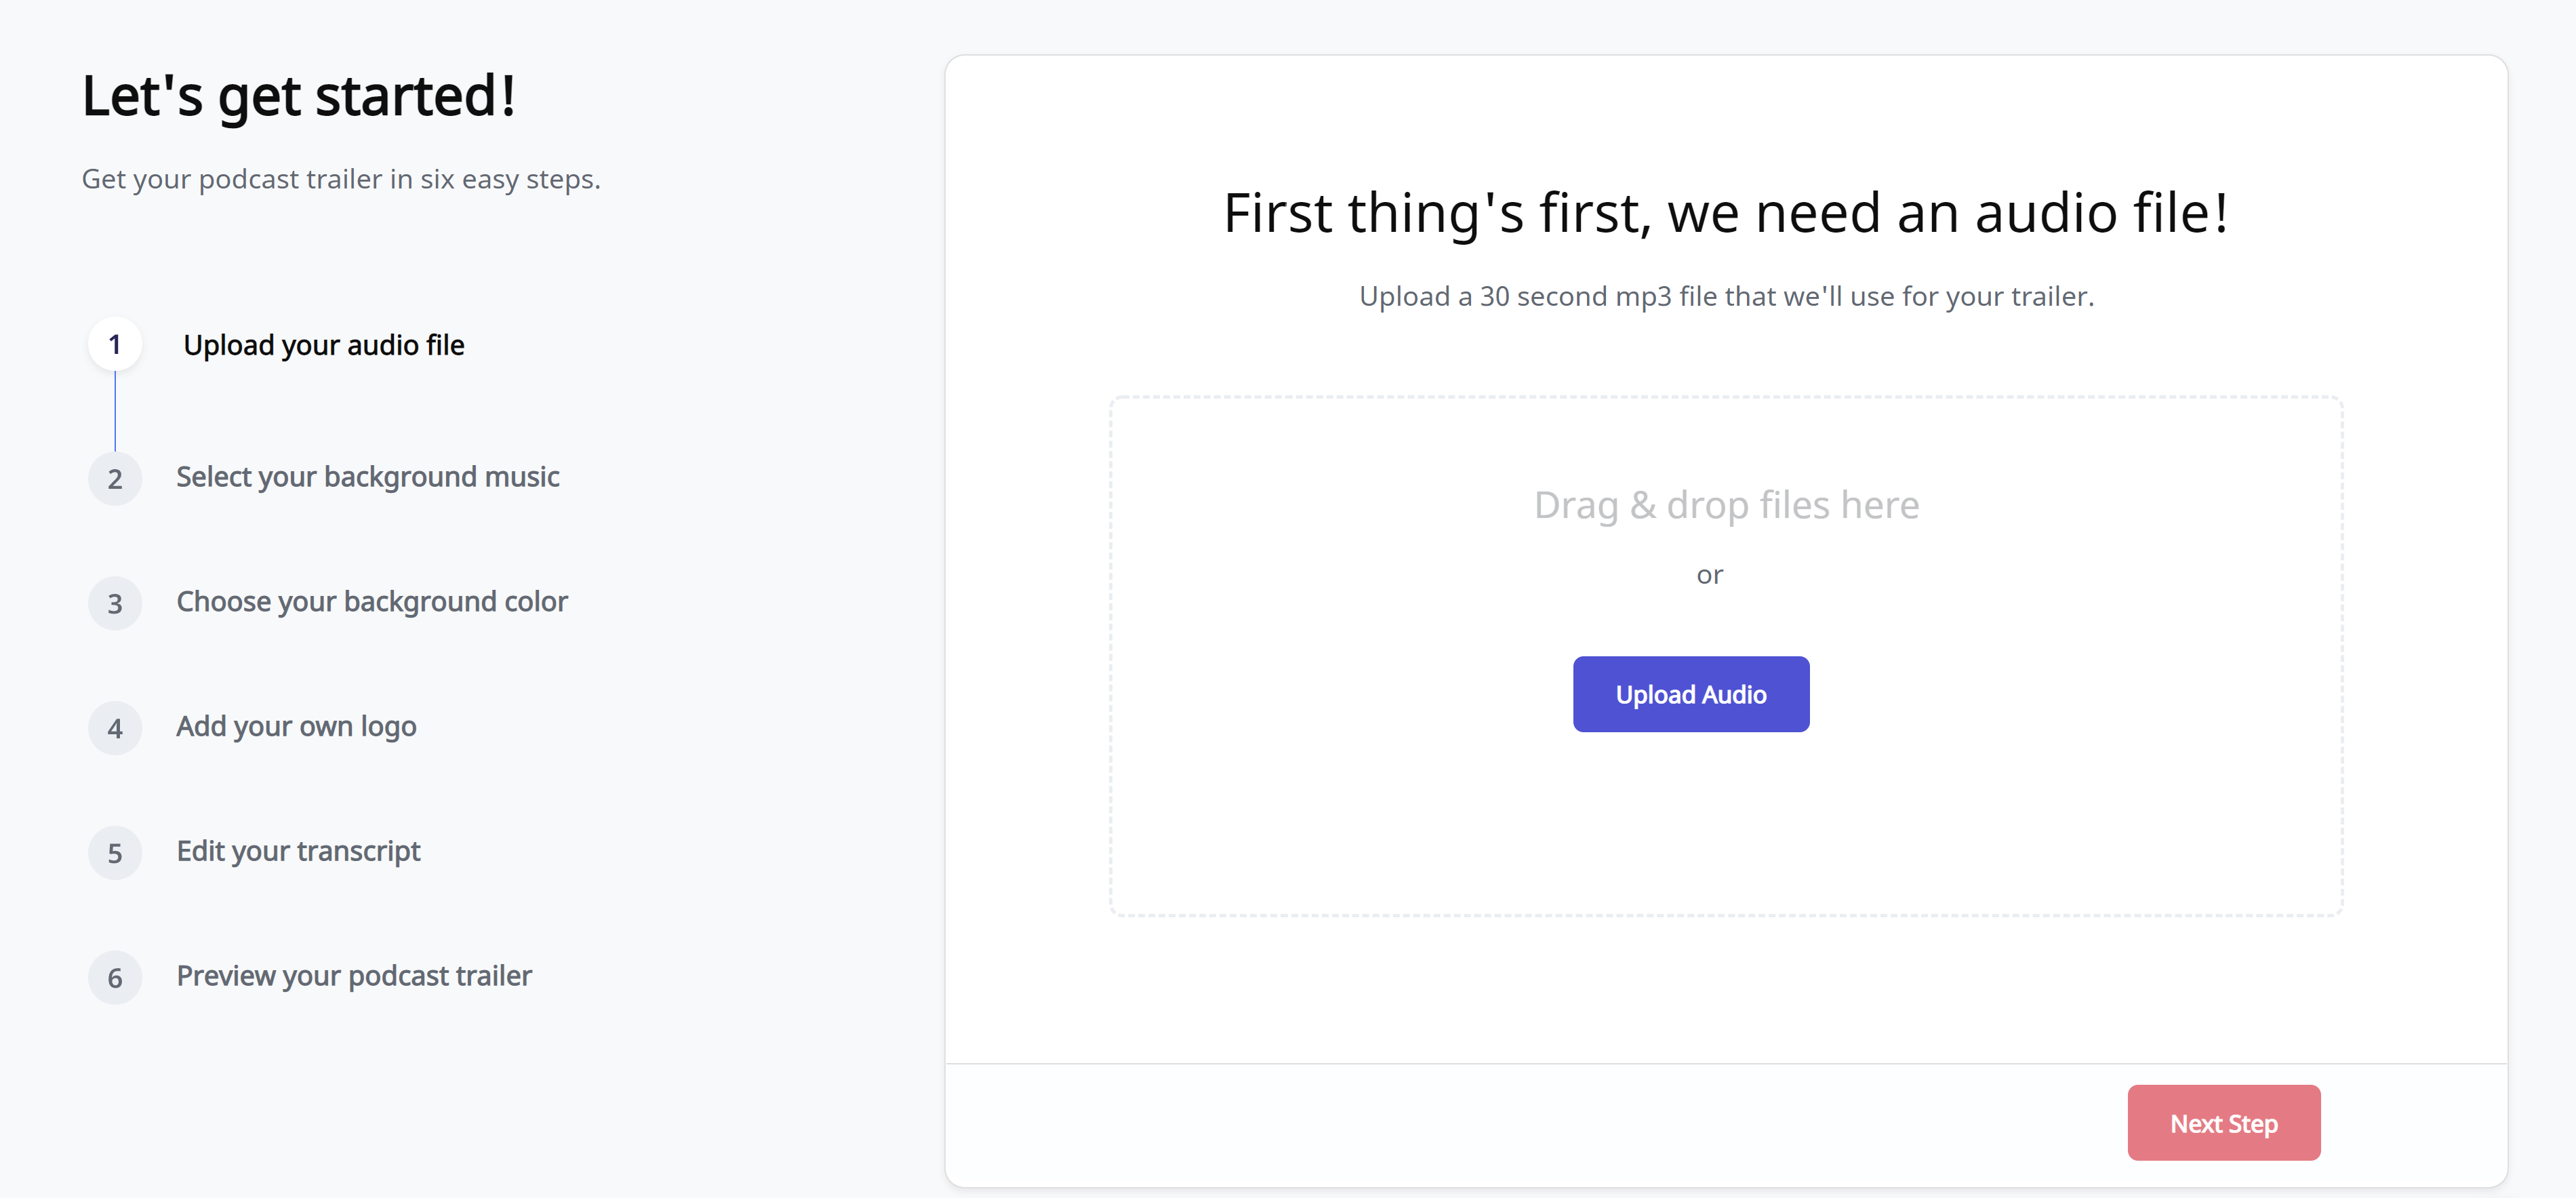 Let's get started!
Get your podcast trailer in six easy steps.
1 Upload your audio file
2 Select your background music
3 Choose your background color
4 Add your own logo
5 Edit your transcript
6 Preview your podcast trailer
First thing's first, we need an audio file!
Upload a 30 second mp3 file that we'll use for your trailer.
Drag & drop files here
or
Upload Audio
Next Step